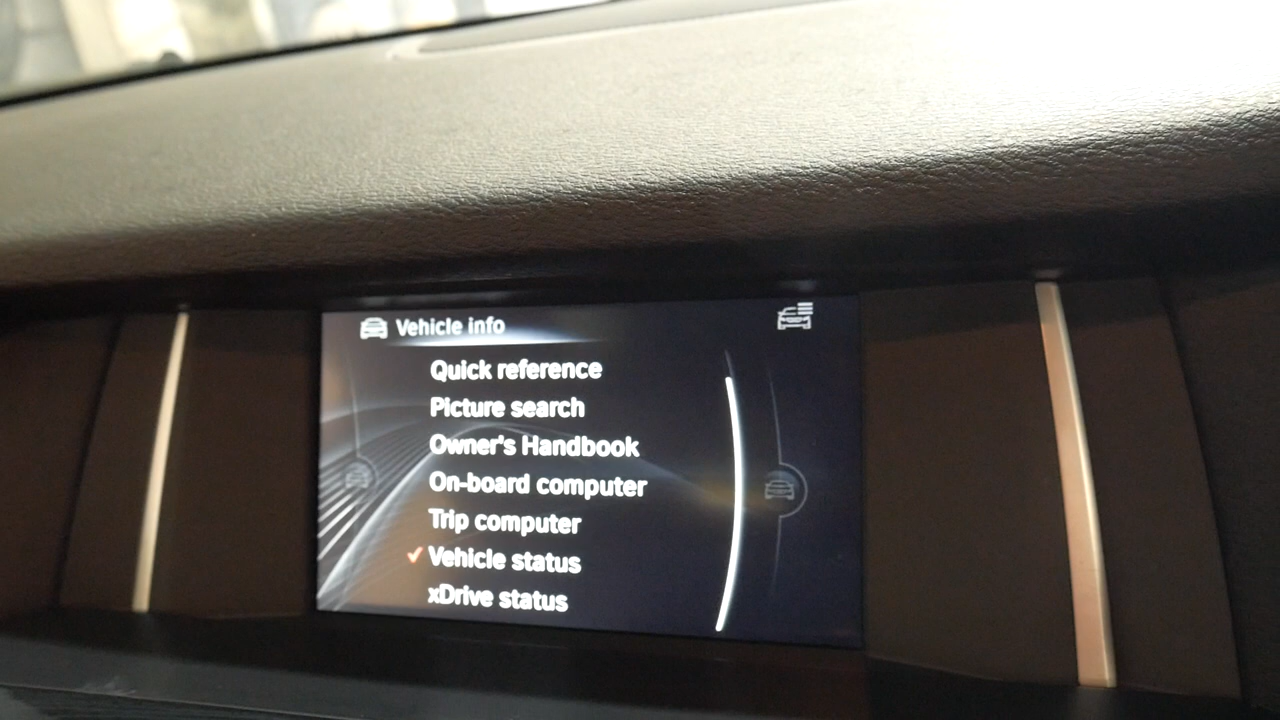 Vehicle info
Quick reference
Picture search
Owner's Handbook
On-board computer
Trip computer
Vehicle status
xDrive status